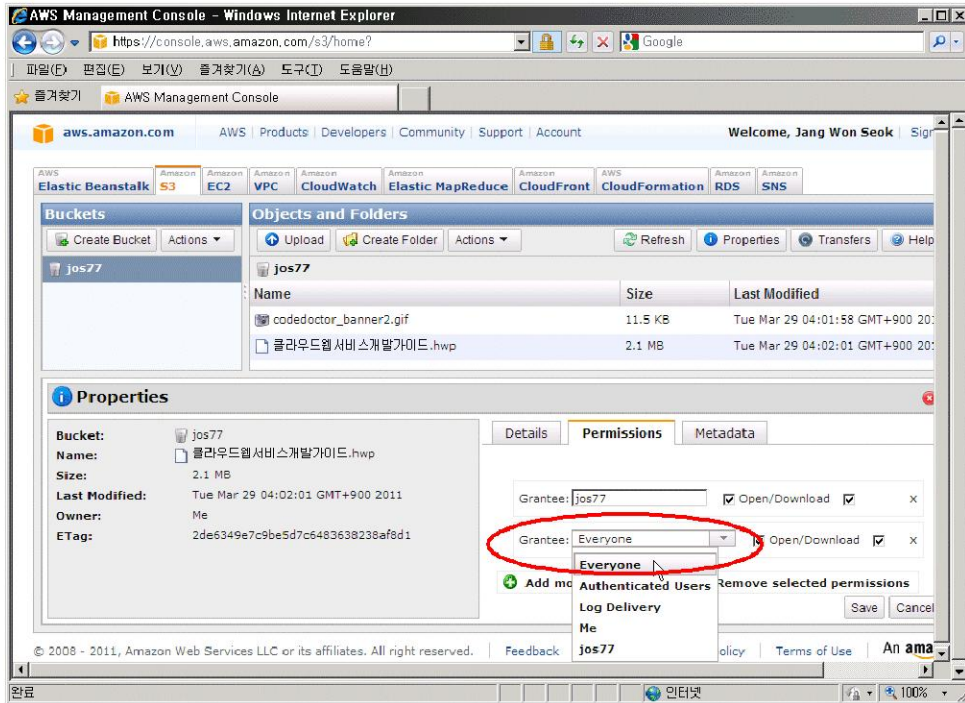 AWS Management Console - Windows Internet Explorer
https://console.aws.amazon.com/s3/home?
Google
파일(F) 편집(E) 보기(V) 즐겨찾기(A) 도구(T) 도움말(H)
즐겨찾기 AWS Management Console
aws.amazon.com AWS | Products | Developers | Community | Support | Account Welcome, Jang Won Seok | Sign
AWS Amazon Amazon Amazon Amazon Amazon Amazon AWS Amazon Amazon
Elastic Beanstalk S3 EC2 VPC CloudWatch Elastic MapReduce CloudFront CloudFormation RDS SNS
Buckets Objects and Folders
Create Bucket Actions Upload Create Folder Actions Refresh Properties Transfers Help
jos77 jos77
Name Size Last Modified
codedoctor_banner2.gif 11.5 KB Tue Mar 29 04:01:58 GMT+900 201
클라우드웹서비스개발가이드.hwp 2.1 MB Tue Mar 29 04:02:01 GMT+900 201
Properties
Details Permissions Metadata
Bucket: jos77
Name: 클라우드웹서비스개발가이드.hwp
Size: 2.1 MB
Last Modified: Tue Mar 29 04:02:01 GMT+900 2011
Owner: Me
ETag: 2de6349e7c9be5d7c6483638238af8d1
Grantee: jos77 Open/Download x
Grantee: Everyone Open/Download x
Everyone
Authenticated Users
Log Delivery
Me
jos77
Add mo Remove selected permissions
Save Cancel
© 2008 - 2011, Amazon Web Services LLC or its affiliates. All right reserved. Feedback olicy | Terms of Use An ama
완료 인터넷 100%